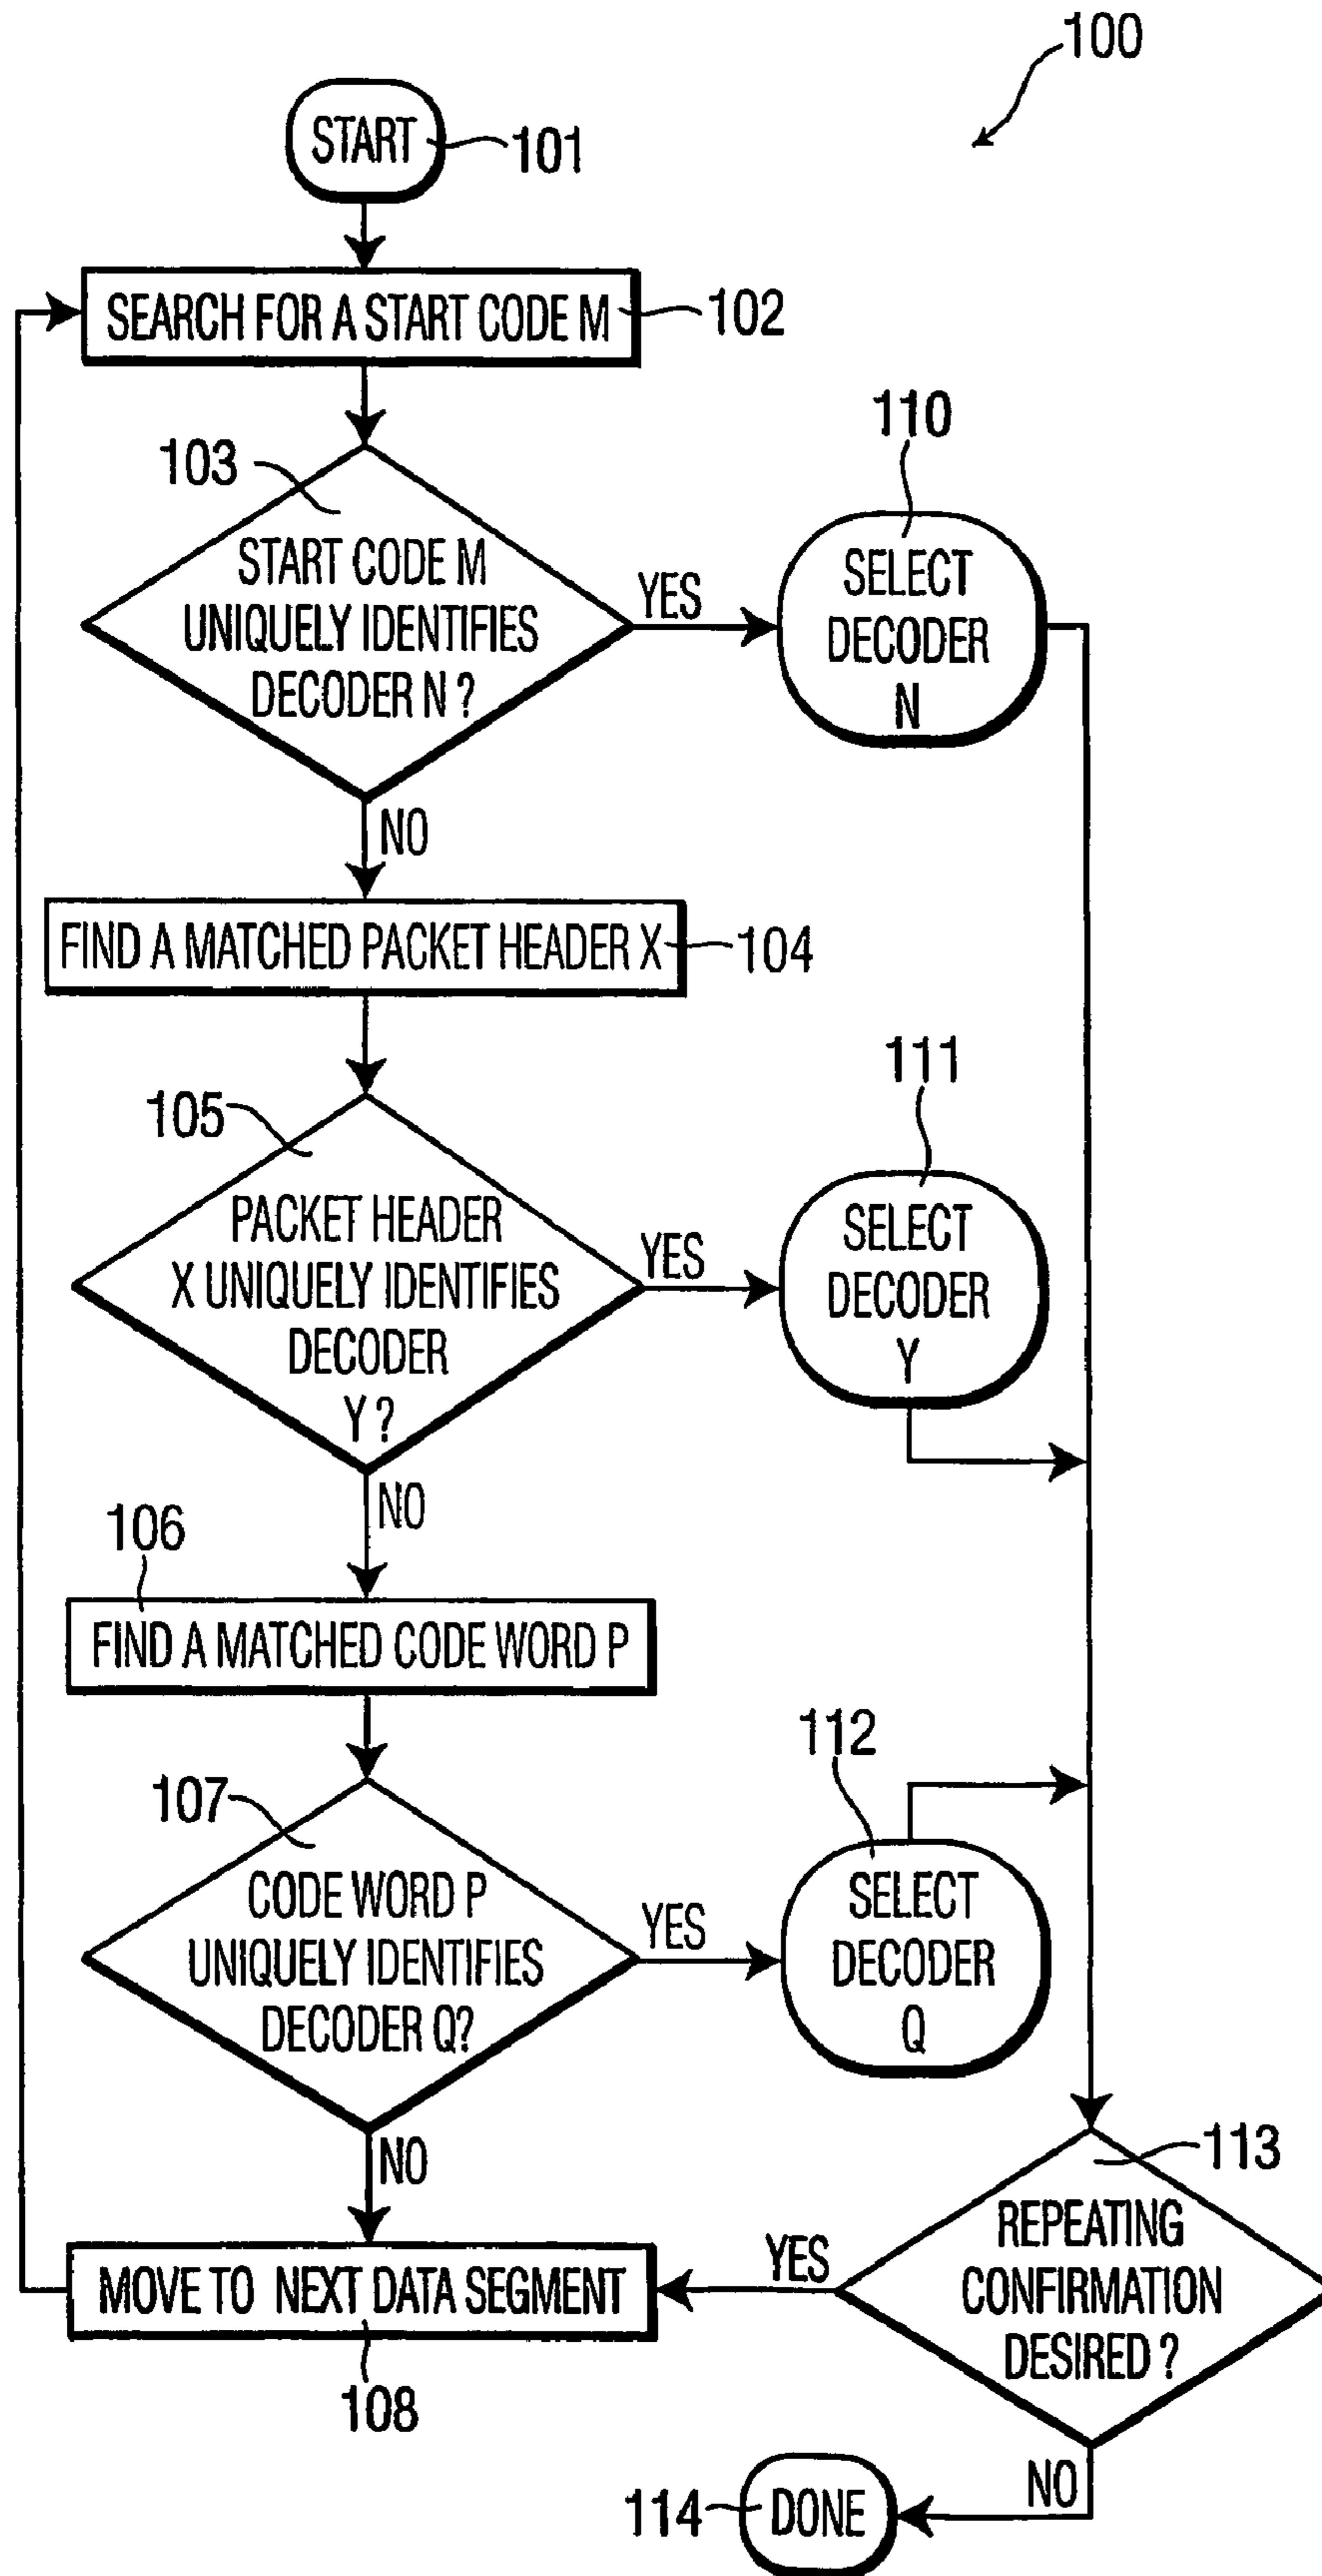 100
START
101
SEARCH FOR A START CODE M
102
103
START CODE M
UNIQUELY IDENTIFIES
DECODER N ?
YES
110
SELECT
DECODER
N
NO
FIND A MATCHED PACKET HEADER X
104
105
PACKET HEADER
X UNIQUELY IDENTIFIES
DECODER
Y ?
YES
111
SELECT
DECODER
Y
NO
106
FIND A MATCHED CODE WORD P
107
CODE WORD P
UNIQUELY IDENTIFIES
DECODER Q?
YES
112
SELECT
DECODER
Q
NO
MOVE TO NEXT DATA SEGMENT
108
YES
113
REPEATING
CONFIRMATION
DESIRED ?
NO
114
DONE